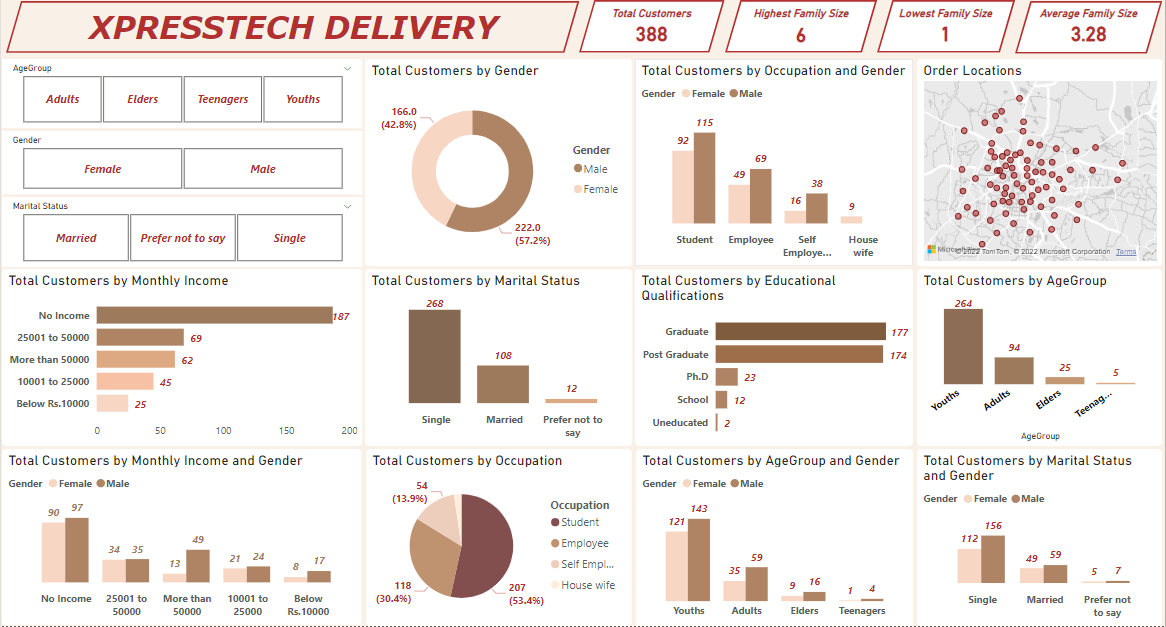 XPRESSTECH DELIVERY
Total Customers
388
Highest Family Size
6
Lowest Family Size
1
Average Family Size
3.28
AgeGroup
Adults
Elders
Teenagers
Youths
Gender
Female
Male
Marital Status
Married
Prefer not to say
Single
Total Customers by Gender
166.0
(42.8%)
222.0
(57.2%)
Gender
Male
Female
Total Customers by Occupation and Gender
Gender Female Male
92
115
49
69
16
38
9
Student
Employee
Self
Employe...
House
wife
Order Locations
© 2022 TomTom, © 2022 Microsoft Corporation Terms
Total Customers by Monthly Income
No Income 187
25001 to 50000 69
More than 50000 62
10001 to 25000 45
Below Rs.10000 25
0 50 100 150 200
Total Customers by Marital Status
268
108
12
Single
Married
Prefer not to
say
Total Customers by Educational
Qualifications
Graduate 177
Post Graduate 174
Ph.D 23
School 12
Uneducated 2
Total Customers by AgeGroup
264
94
25
5
Youths
Adults
Elders
Teenag...
AgeGroup
Total Customers by Monthly Income and Gender
Gender Female Male
90 97
34 35
13 49
21 24
8 17
No Income
25001 to
50000
More than
50000
10001 to
25000
Below
Rs.10000
Total Customers by Occupation
54
(13.9%)
118
(30.4%)
207
(53.4%)
Occupation
Student
Employee
Self Empl...
House wife
Total Customers by AgeGroup and Gender
Gender Female Male
121 143
35 59
9 16
1 4
Youths
Adults
Elders
Teenagers
Total Customers by Marital Status
and Gender
Gender Female Male
112 156
49 59
5 7
Single
Married
Prefer not
to say